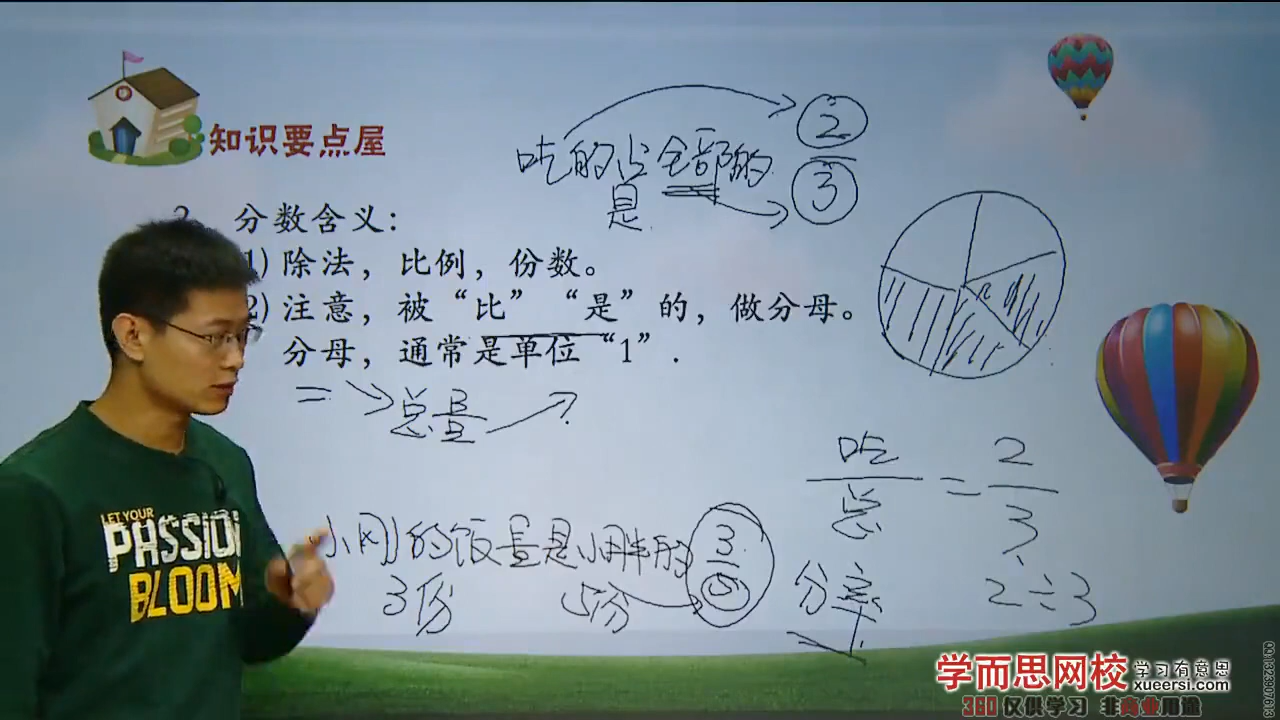 知识要点屋
吃的占全部的 2/3
是
2. 分数含义：
1) 除法，比例，份数。
2) 注意，被“比”“是”的，做分母。
分母，通常是单位“1”.
= 总量
吃/总 = 2/3
小刚的饭量是小胖的 3/5
3份 5份
分率 2÷3
LET YOUR
PASSION
BLOOM
学而思网校 学习有意思
xueersi.com
360 仅供学习 非商业用途